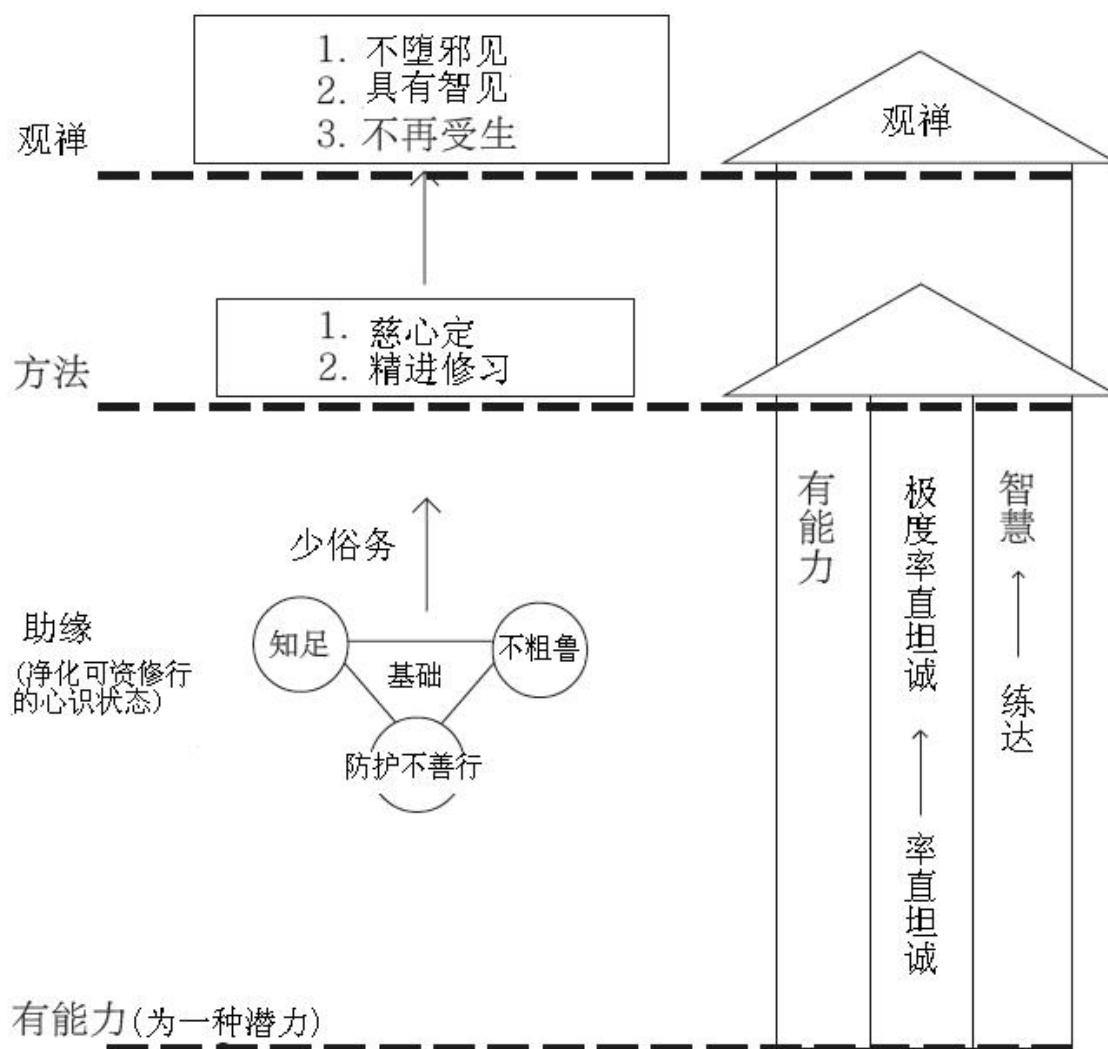 1. 不堕邪见
2. 具有智见
3. 不再受生
观禅
观禅
1. 慈心定
2. 精进修习
方法
少俗务
助缘
(净化可资修行
的心识状态)
知足
基础
不粗鲁
防护不善行
有能力
极度率直坦诚
率直坦诚
智慧
练达
有能力(为一种潜力)